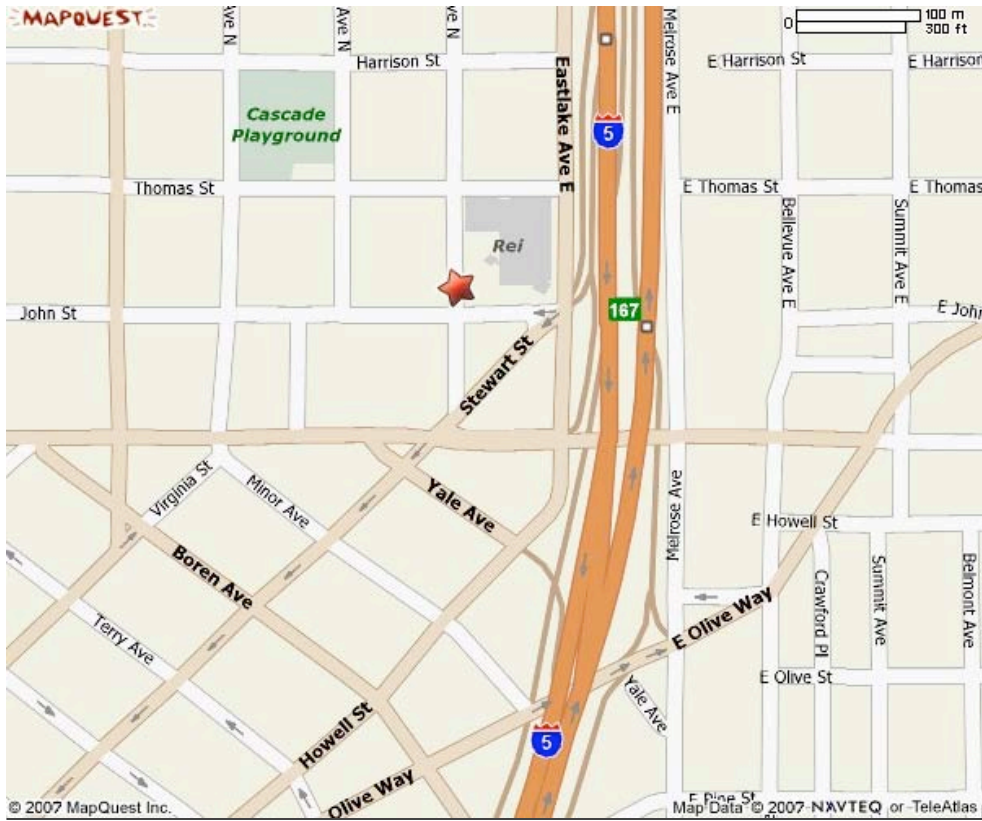 MAPQUEST
Ave N
Ave N
ve N
Melrose Ave E
0
100 m
300 ft
Harrison St
E Harrison St
E Harrison
Eastlake Ave E
Cascade
Playground
5
Thomas St
E Thomas St
E Thomas
Bellevue Ave E
Summit Ave E
Rei
167
John St
E John
Stewart St
Virginia St
Minor Ave
Yale Ave
Melrose Ave
E Howell St
Boren Ave
Crawford Pl
Summit Ave
Belmont Ave
Terry Ave
E Olive Way
E Olive St
Yale Ave
Howell St
5
Olive Way
E Pine St
© 2007 MapQuest Inc.
Map Data © 2007 NAVTEQ or TeleAtlas